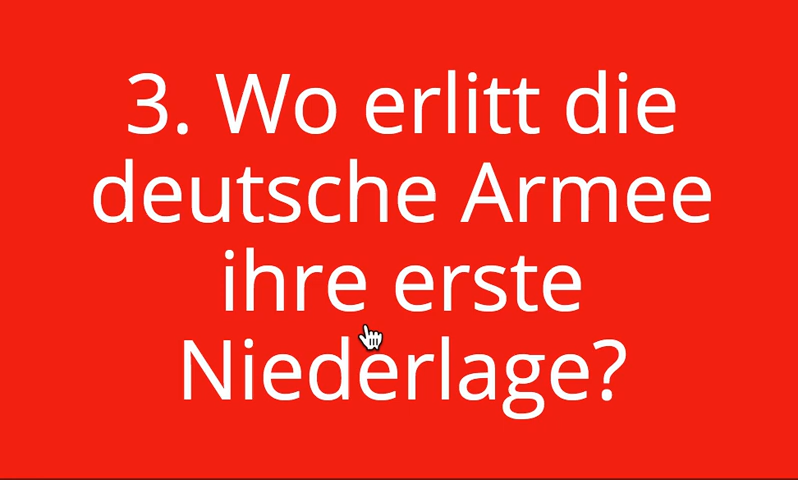 3. Wo erlitt die
deutsche Armee
ihre erste
Niederlage?